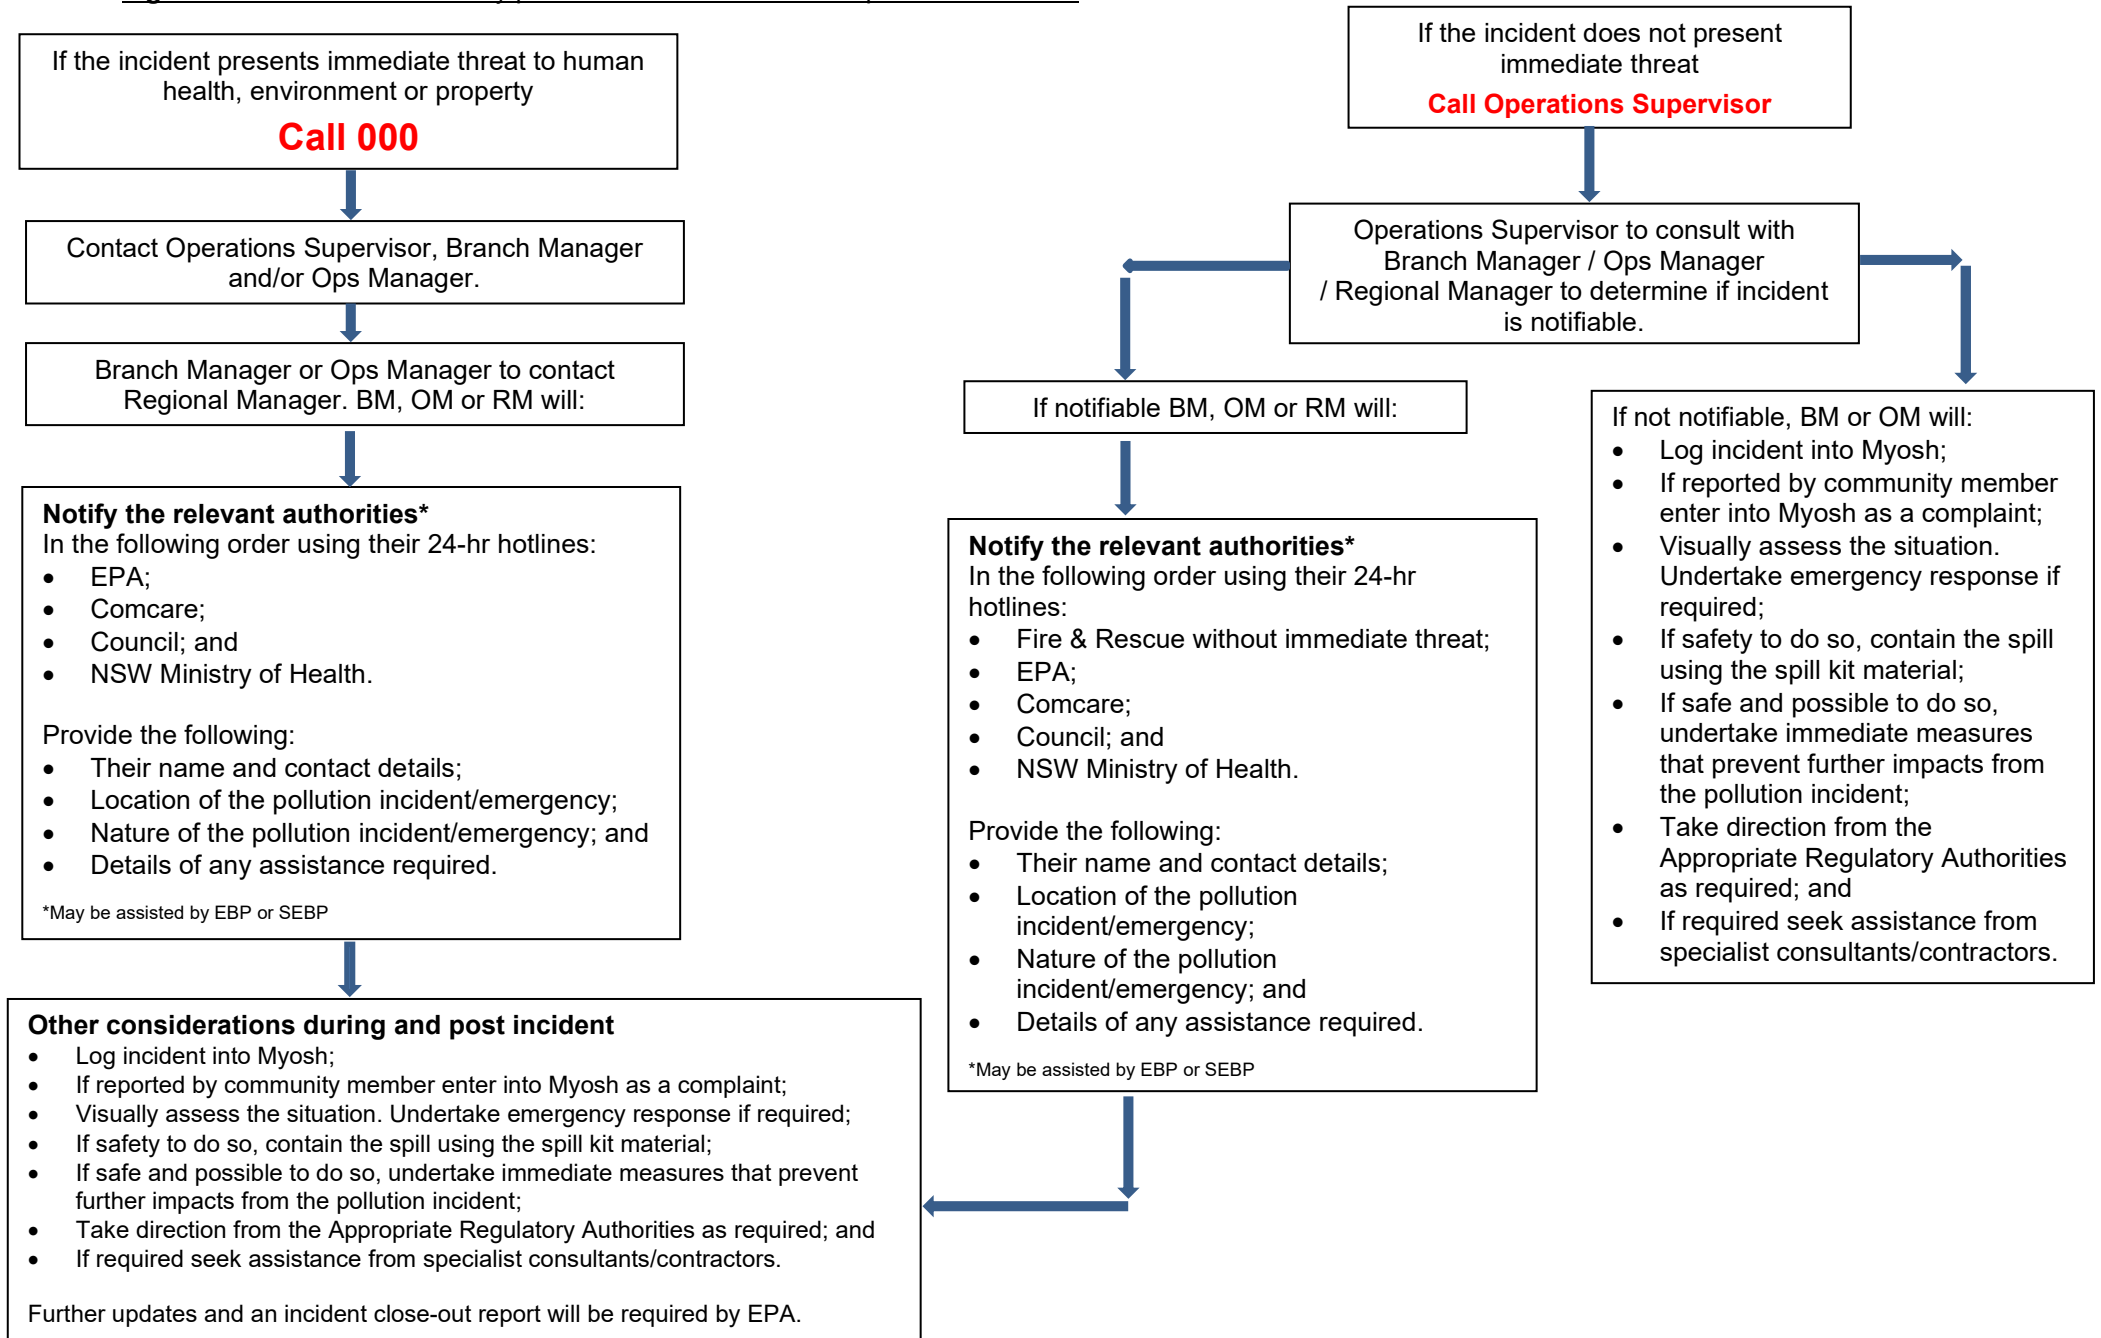 If the incident presents immediate threat to human
health, environment or property
Call 000
Contact Operations Supervisor, Branch Manager
and/or Ops Manager.
Branch Manager or Ops Manager to contact
Regional Manager. BM, OM or RM will:
Notify the relevant authorities*
In the following order using their 24-hr hotlines:
• EPA;
• Comcare;
• Council; and
• NSW Ministry of Health.
Provide the following:
• Their name and contact details;
• Location of the pollution incident/emergency;
• Nature of the pollution incident/emergency; and
• Details of any assistance required.
*May be assisted by EBP or SEBP
Other considerations during and post incident
• Log incident into Myosh;
• If reported by community member enter into Myosh as a complaint;
• Visually assess the situation. Undertake emergency response if required;
• If safety to do so, contain the spill using the spill kit material;
• If safe and possible to do so, undertake immediate measures that prevent
further impacts from the pollution incident;
• Take direction from the Appropriate Regulatory Authorities as required; and
• If required seek assistance from specialist consultants/contractors.
Further updates and an incident close-out report will be required by EPA.
If the incident does not present
immediate threat
Call Operations Supervisor
Operations Supervisor to consult with
Branch Manager / Ops Manager
/ Regional Manager to determine if incident
is notifiable.
If notifiable BM, OM or RM will:
Notify the relevant authorities*
In the following order using their 24-hr
hotlines:
• Fire & Rescue without immediate threat;
• EPA;
• Comcare;
• Council; and
• NSW Ministry of Health.
Provide the following:
• Their name and contact details;
• Location of the pollution
incident/emergency;
• Nature of the pollution
incident/emergency; and
• Details of any assistance required.
*May be assisted by EBP or SEBP
If not notifiable, BM or OM will:
• Log incident into Myosh;
• If reported by community member
enter into Myosh as a complaint;
• Visually assess the situation.
Undertake emergency response if
required;
• If safety to do so, contain the spill
using the spill kit material;
• If safe and possible to do so,
undertake immediate measures
that prevent further impacts from
the pollution incident;
• Take direction from the
Appropriate Regulatory Authorities
as required; and
• If required seek assistance from
specialist consultants/contractors.